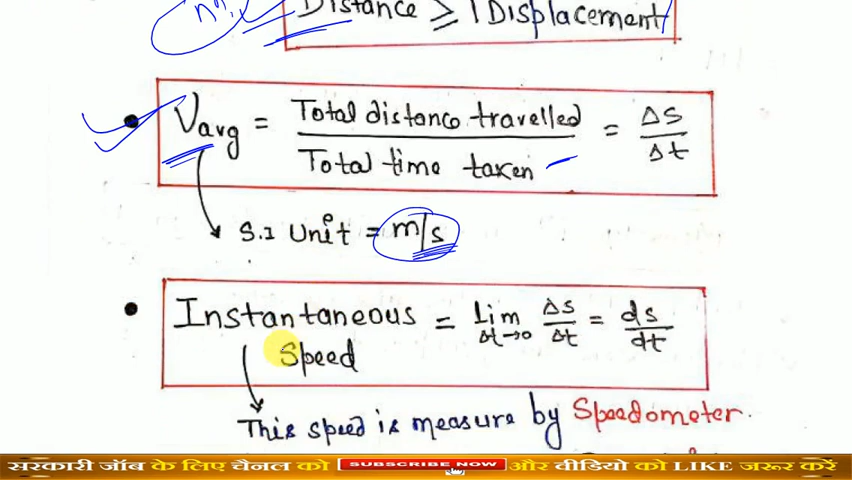 Distance ≥ |Displacement|
Vavg = Total distance travelled / Total time taken = Δs/Δt
S.I Unit = m/s
Instantaneous Speed = Lim Δt→0 Δs/Δt = ds/dt
This speed is measure by Speedometer.
सरकारी जॉब के लिए चैनल को SUBSCRIBE NOW और वीडियो को LIKE जरूर करें